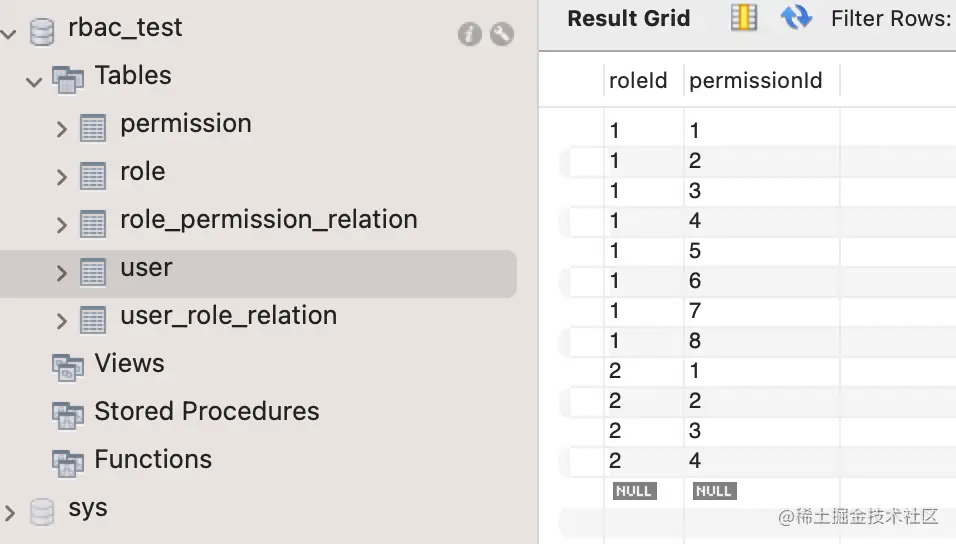 rbac_test
Tables
permission
role
role_permission_relation
user
user_role_relation
Views
Stored Procedures
Functions
sys
Result Grid Filter Rows:
roleId permissionId
1 1
1 2
1 3
1 4
1 5
1 6
1 7
1 8
2 1
2 2
2 3
2 4
NULL NULL
@稀土掘金技术社区